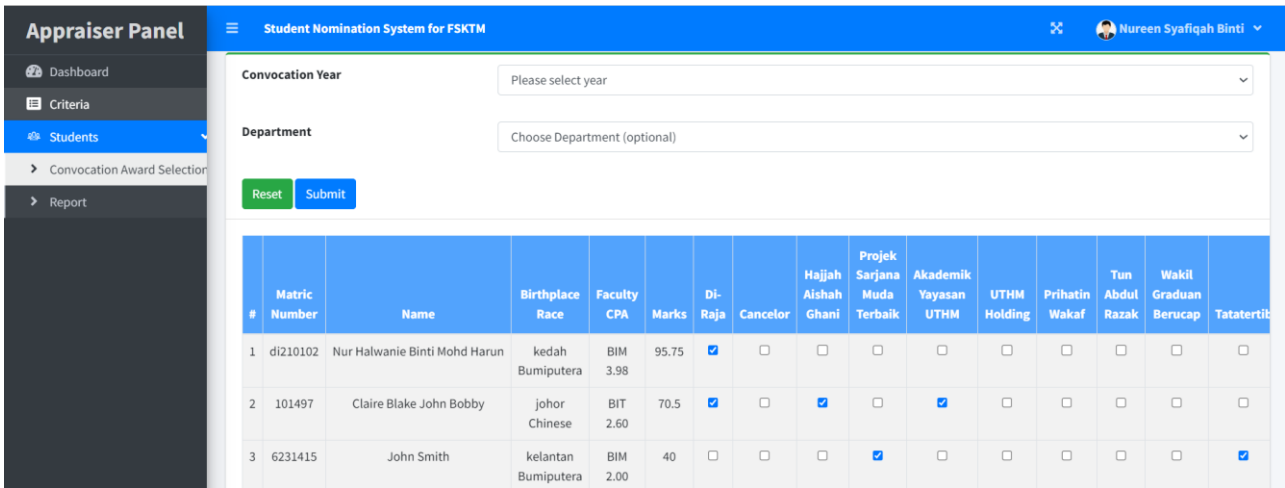 Appraiser Panel
Student Nomination System for FSKTM
Nureen Syafiqah Binti
Dashboard
Criteria
Students
Convocation Award Selection
Report
Convocation Year
Please select year
Department
Choose Department (optional)
Reset Submit
# Matric Number Name Birthplace Race Faculty CPA Marks Di-Raja Cancelor Hajjah Aishah Ghani Projek Sarjana Muda Terbaik Akademik Yayasan UTHM UTHM Holding Prihatin Wakaf Tun Abdul Razak Wakil Graduan Berucap Tatatertib
1 di210102 Nur Halwanie Binti Mohd Harun kedah Bumiputera BIM 3.98 95.75
2 101497 Claire Blake John Bobby johor Chinese BIT 2.60 70.5
3 6231415 John Smith kelantan Bumiputera BIM 2.00 40